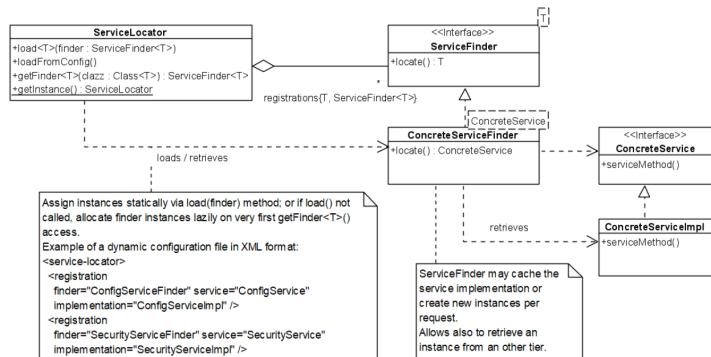 ServiceLocator
+load<T>(finder : ServiceFinder<T>)
+loadFromConfig()
+getFinder<T>(clazz : Class<T>) : ServiceFinder<T>
+getInstance() : ServiceLocator
T
<<Interface>>
ServiceFinder
+locate() : T
*
registrations{T, ServiceFinder<T>}
ConcreteService
ConcreteServiceFinder
+locate() : ConcreteService
<<Interface>>
ConcreteService
+serviceMethod()
loads / retrieves
retrieves
ConcreteServiceImpl
+serviceMethod()
Assign instances statically via load(finder) method; or if load() not
called, allocate finder instances lazily on very first getFinder<T>()
access.
Example of a dynamic configuration file in XML format:
<service-locator>
<registration
finder="ConfigServiceFinder" service="ConfigService"
implementation="ConfigServiceImpl" />
<registration
finder="SecurityServiceFinder" service="SecurityService"
implementation="SecurityServiceImpl" />
ServiceFinder may cache the
service implementation or
create new instances per
request.
Allows also to retrieve an
instance from an other tier.